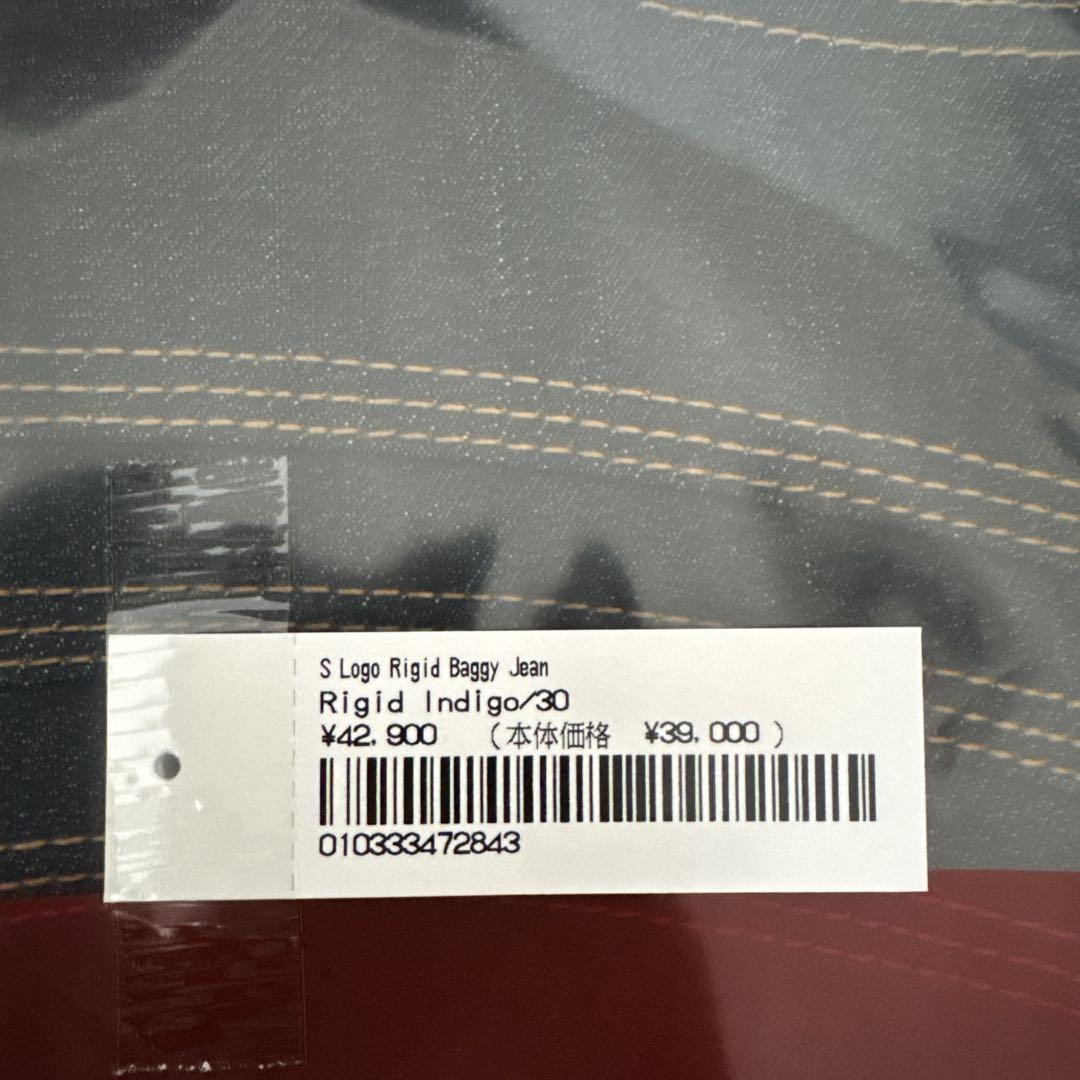 S Logo Rigid Baggy Jean
Rigid Indigo/30
¥42,900 (本体価格 ¥39,000 )
010333472843